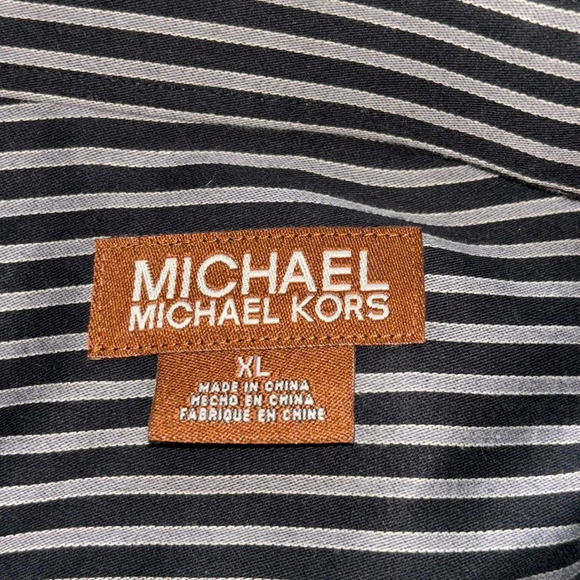 MICHAEL
MICHAEL KORS
XL
MADE IN CHINA
HECHO EN CHINA
FABRIQUE EN CHINE